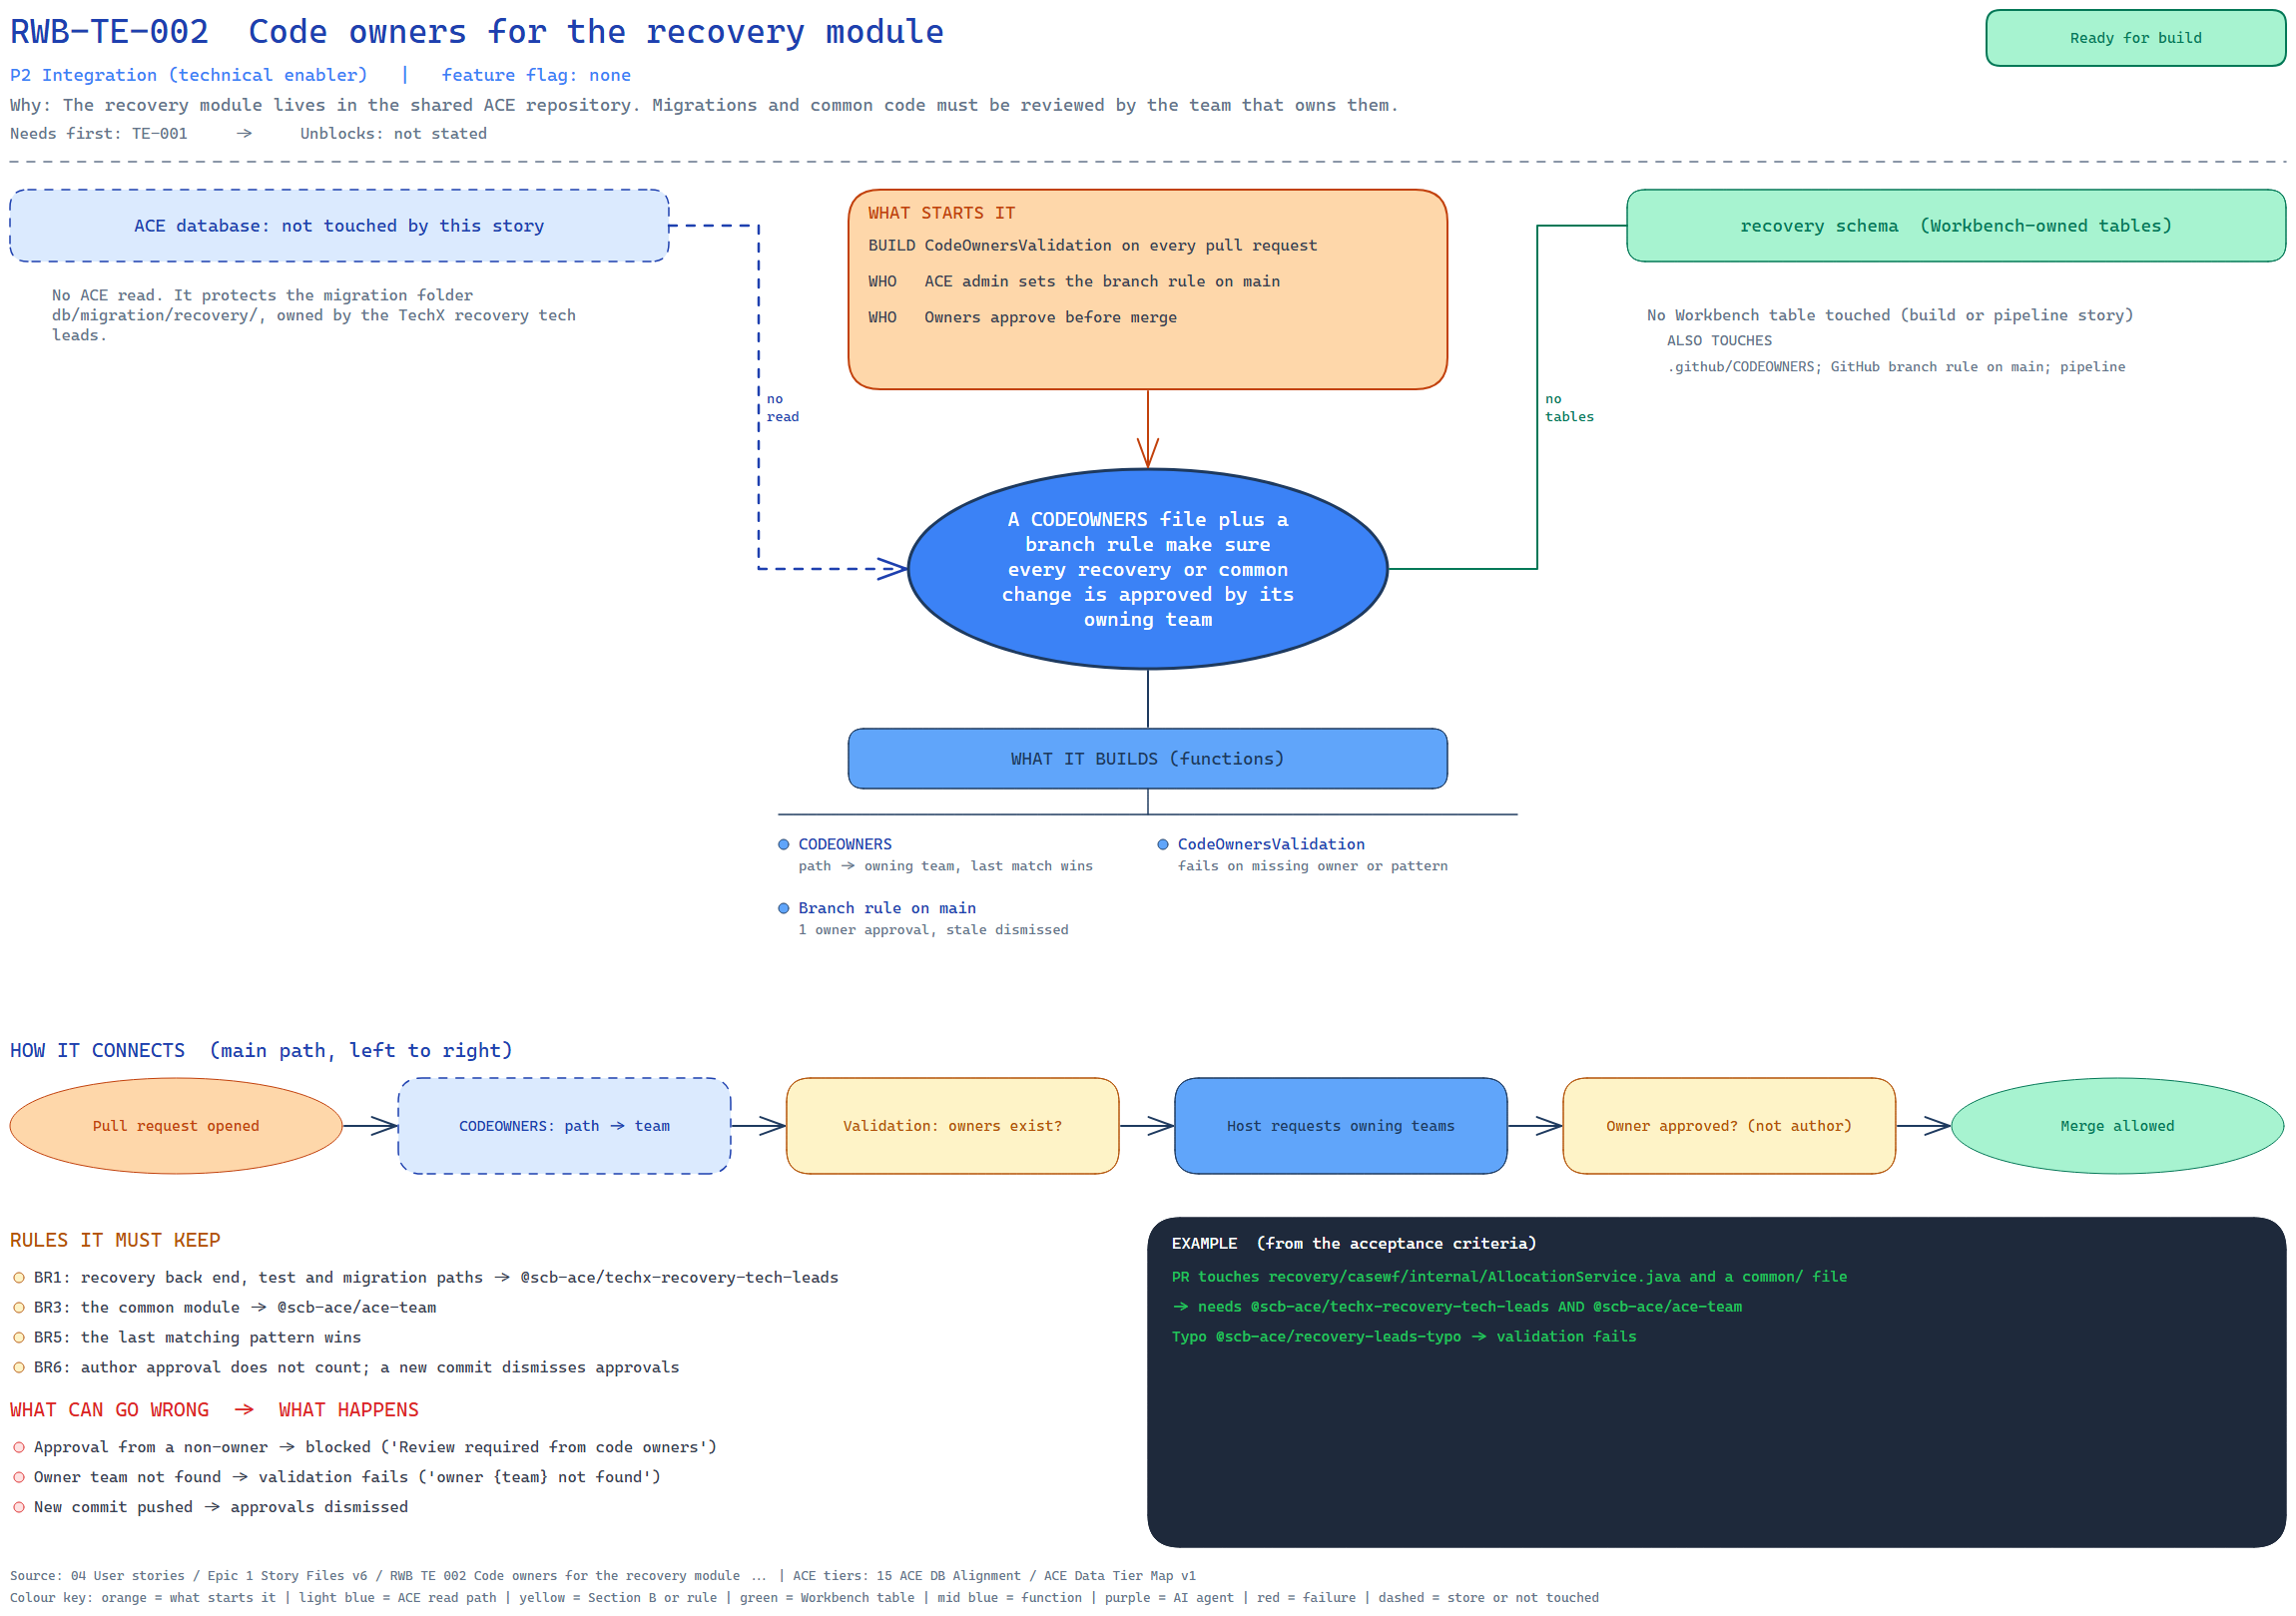 RWB-TE-002  Code owners for the recovery module
Ready for build
P2 Integration (technical enabler)   |   feature flag: none
Why: The recovery module lives in the shared ACE repository. Migrations and common code must be reviewed by the team that owns them.
Needs first: TE-001     →     Unblocks: not stated
ACE database: not touched by this story
No ACE read. It protects the migration folder
db/migration/recovery/, owned by the TechX recovery tech
leads.
WHAT STARTS IT
BUILD CodeOwnersValidation on every pull request
WHO   ACE admin sets the branch rule on main
WHO   Owners approve before merge
recovery schema  (Workbench-owned tables)
No Workbench table touched (build or pipeline story)
ALSO TOUCHES
.github/CODEOWNERS; GitHub branch rule on main; pipeline
no
read
no
tables
A CODEOWNERS file plus a
branch rule make sure
every recovery or common
change is approved by its
owning team
WHAT IT BUILDS (functions)
CODEOWNERS
path → owning team, last match wins
CodeOwnersValidation
fails on missing owner or pattern
Branch rule on main
1 owner approval, stale dismissed
HOW IT CONNECTS  (main path, left to right)
Pull request opened
CODEOWNERS: path → team
Validation: owners exist?
Host requests owning teams
Owner approved? (not author)
Merge allowed
RULES IT MUST KEEP
BR1: recovery back end, test and migration paths → @scb-ace/techx-recovery-tech-leads
BR3: the common module → @scb-ace/ace-team
BR5: the last matching pattern wins
BR6: author approval does not count; a new commit dismisses approvals
WHAT CAN GO WRONG  →  WHAT HAPPENS
Approval from a non-owner → blocked ('Review required from code owners')
Owner team not found → validation fails ('owner {team} not found')
New commit pushed → approvals dismissed
EXAMPLE  (from the acceptance criteria)
PR touches recovery/casewf/internal/AllocationService.java and a common/ file
→ needs @scb-ace/techx-recovery-tech-leads AND @scb-ace/ace-team
Typo @scb-ace/recovery-leads-typo → validation fails
Source: 04 User stories / Epic 1 Story Files v6 / RWB TE 002 Code owners for the recovery module ... | ACE tiers: 15 ACE DB Alignment / ACE Data Tier Map v1
Colour key: orange = what starts it | light blue = ACE read path | yellow = Section B or rule | green = Workbench table | mid blue = function | purple = AI agent | red = failure | dashed = store or not touched